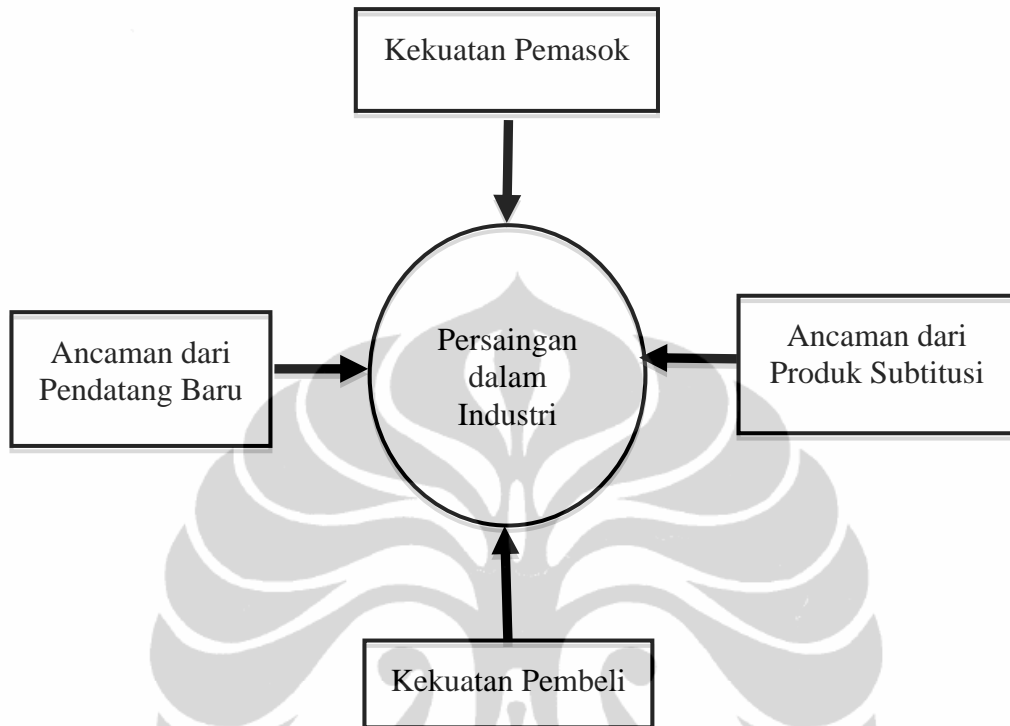 Kekuatan Pemasok
Ancaman dari
Pendatang Baru
Persaingan
dalam
Industri
Ancaman dari
Produk Subtitusi
Kekuatan Pembeli